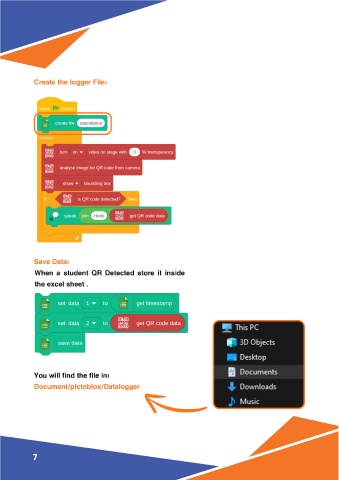 Create the logger File:
when clicked
create file attendance
forever
turn on video on stage with 0 % transparency
analyse image for QR code from camera
show bounding box
if is QR code detected? then
speak join Hello get QR code data
Save Data:
When a student QR Detected store it inside
the excel sheet .
set data 1 to get timestamp
set data 2 to get QR code data
save data
You will find the file in:
Document/pictoblox/Datalogger
This PC
3D Objects
Desktop
Documents
Downloads
Music
7